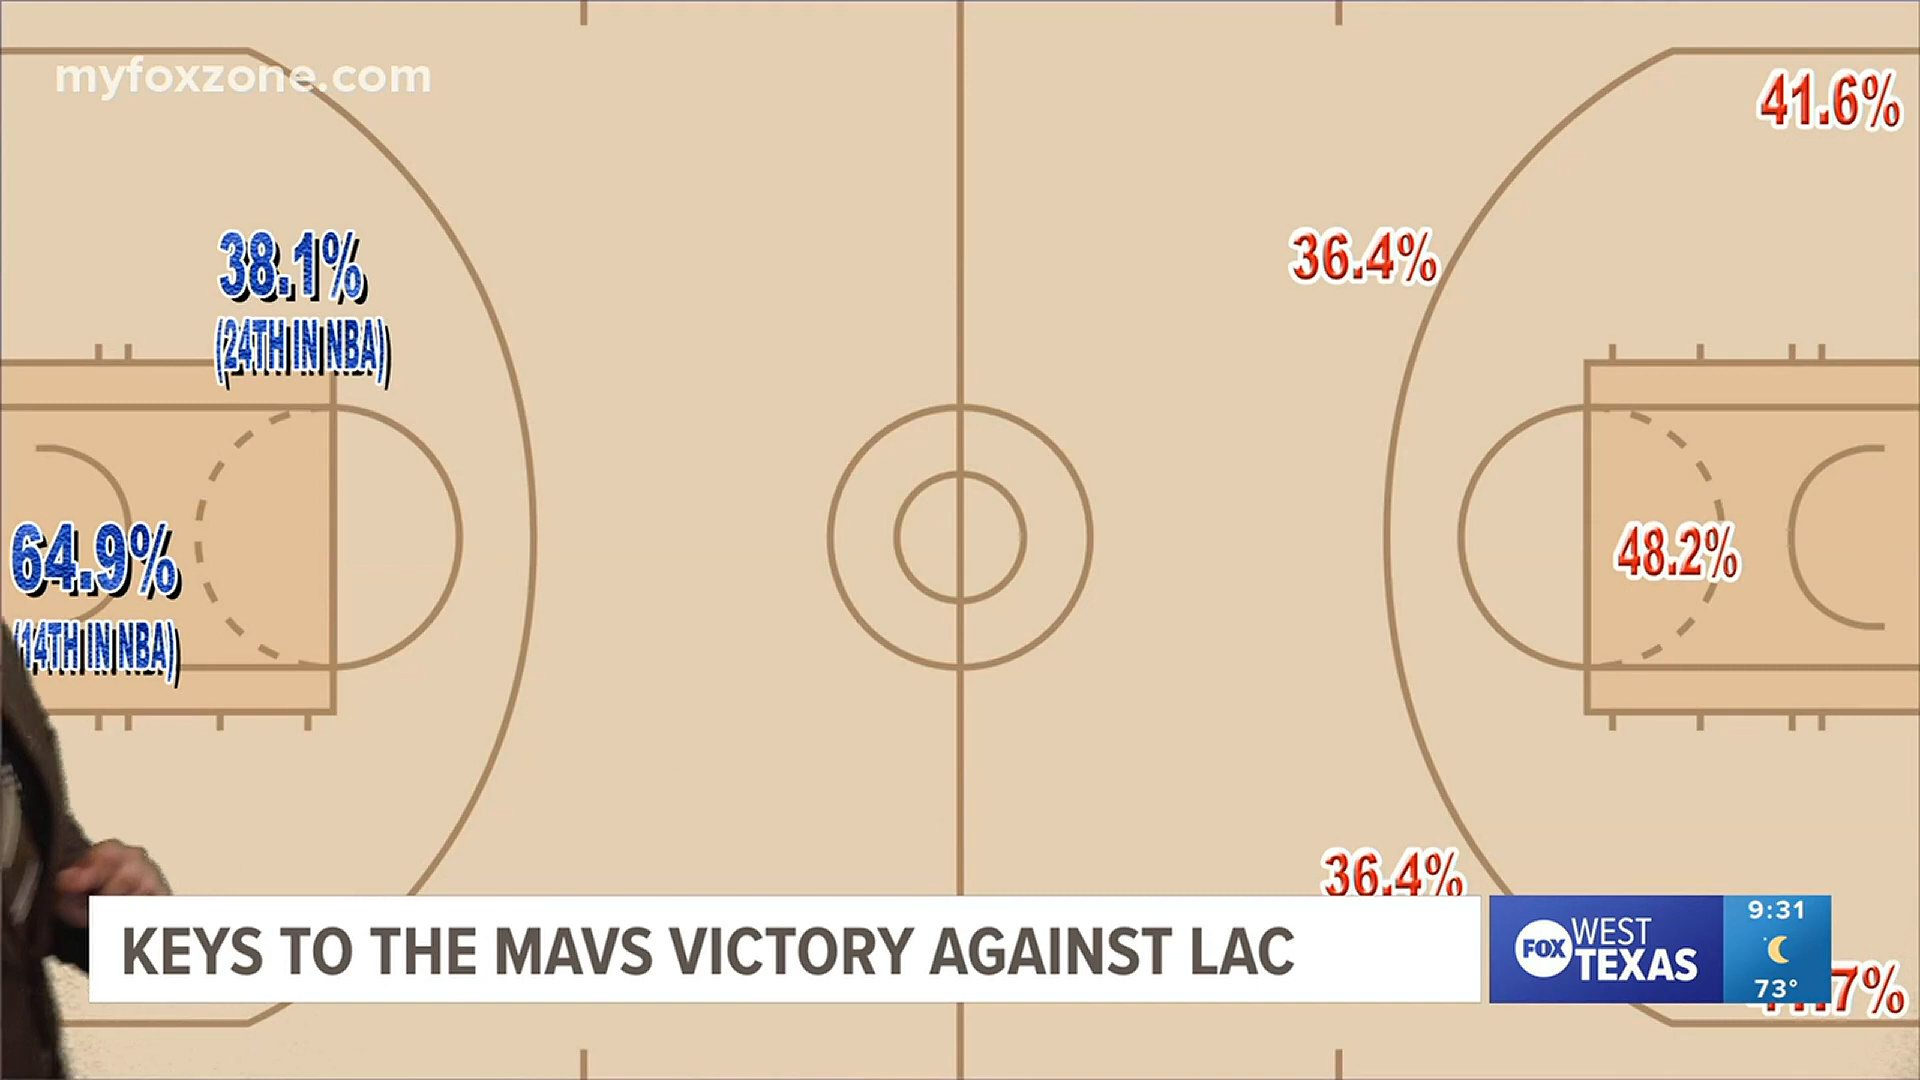 myfoxzone.com
41.6%
38.1%
(24TH IN NBA)
36.4%
64.9%
(14TH IN NBA)
48.2%
36.4%
KEYS TO THE MAVS VICTORY AGAINST LAC
FOX
WEST
TEXAS
9:31
73°